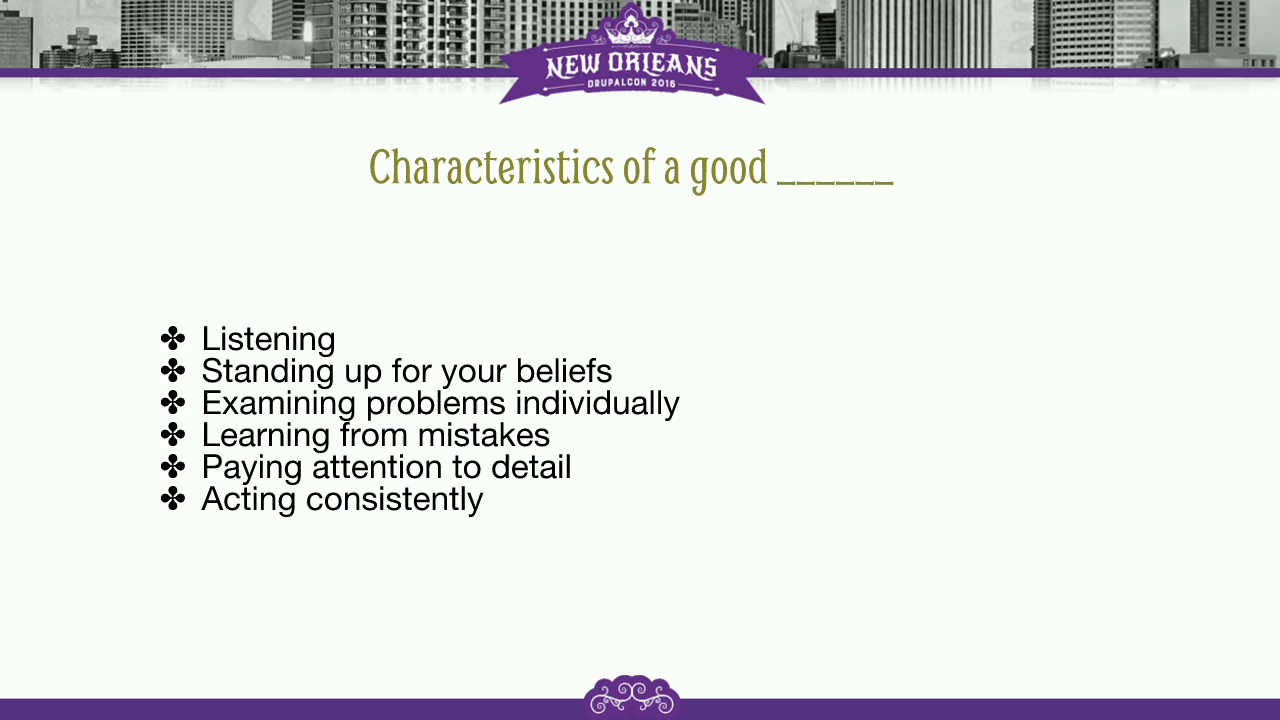 NEW ORLEANS
DRUPALCON 2016
Characteristics of a good ______
✤ Listening
✤ Standing up for your beliefs
✤ Examining problems individually
✤ Learning from mistakes
✤ Paying attention to detail
✤ Acting consistently